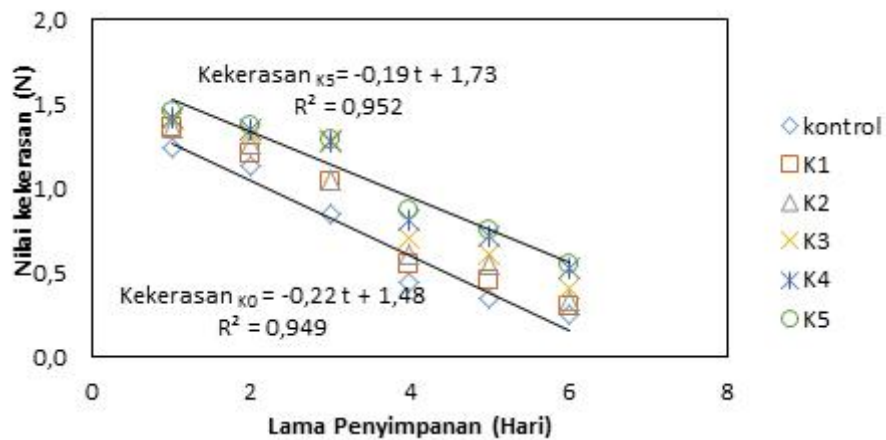 2,0
1,5
1,0
0,5
0,0
Nilai kekerasan (N)
Kekerasan K5= -0,19 t + 1,73
R² = 0,952
Kekerasan K0= -0,22 t + 1,48
R² = 0,949
0 2 4 6 8
Lama Penyimpanan (Hari)
kontrol
K1
K2
K3
K4
K5